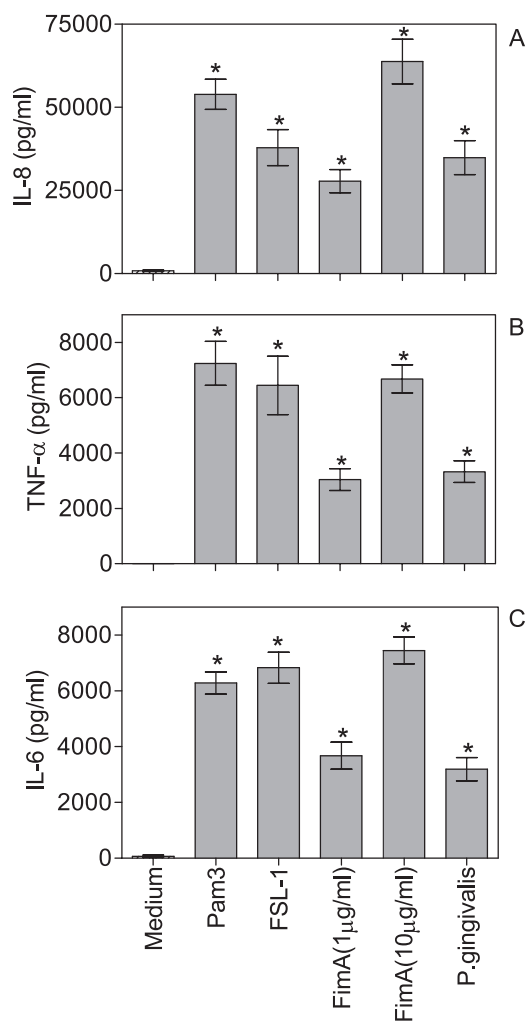 A
75000
50000
25000
0
IL-8 (pg/ml)
* * * * *
B
8000
6000
4000
2000
0
TNF-α (pg/ml)
* * * * *
C
8000
6000
4000
2000
0
IL-6 (pg/ml)
* * * * *
Medium
Pam3
FSL-1
FimA(1μg/ml)
FimA(10μg/ml)
P.gingivalis